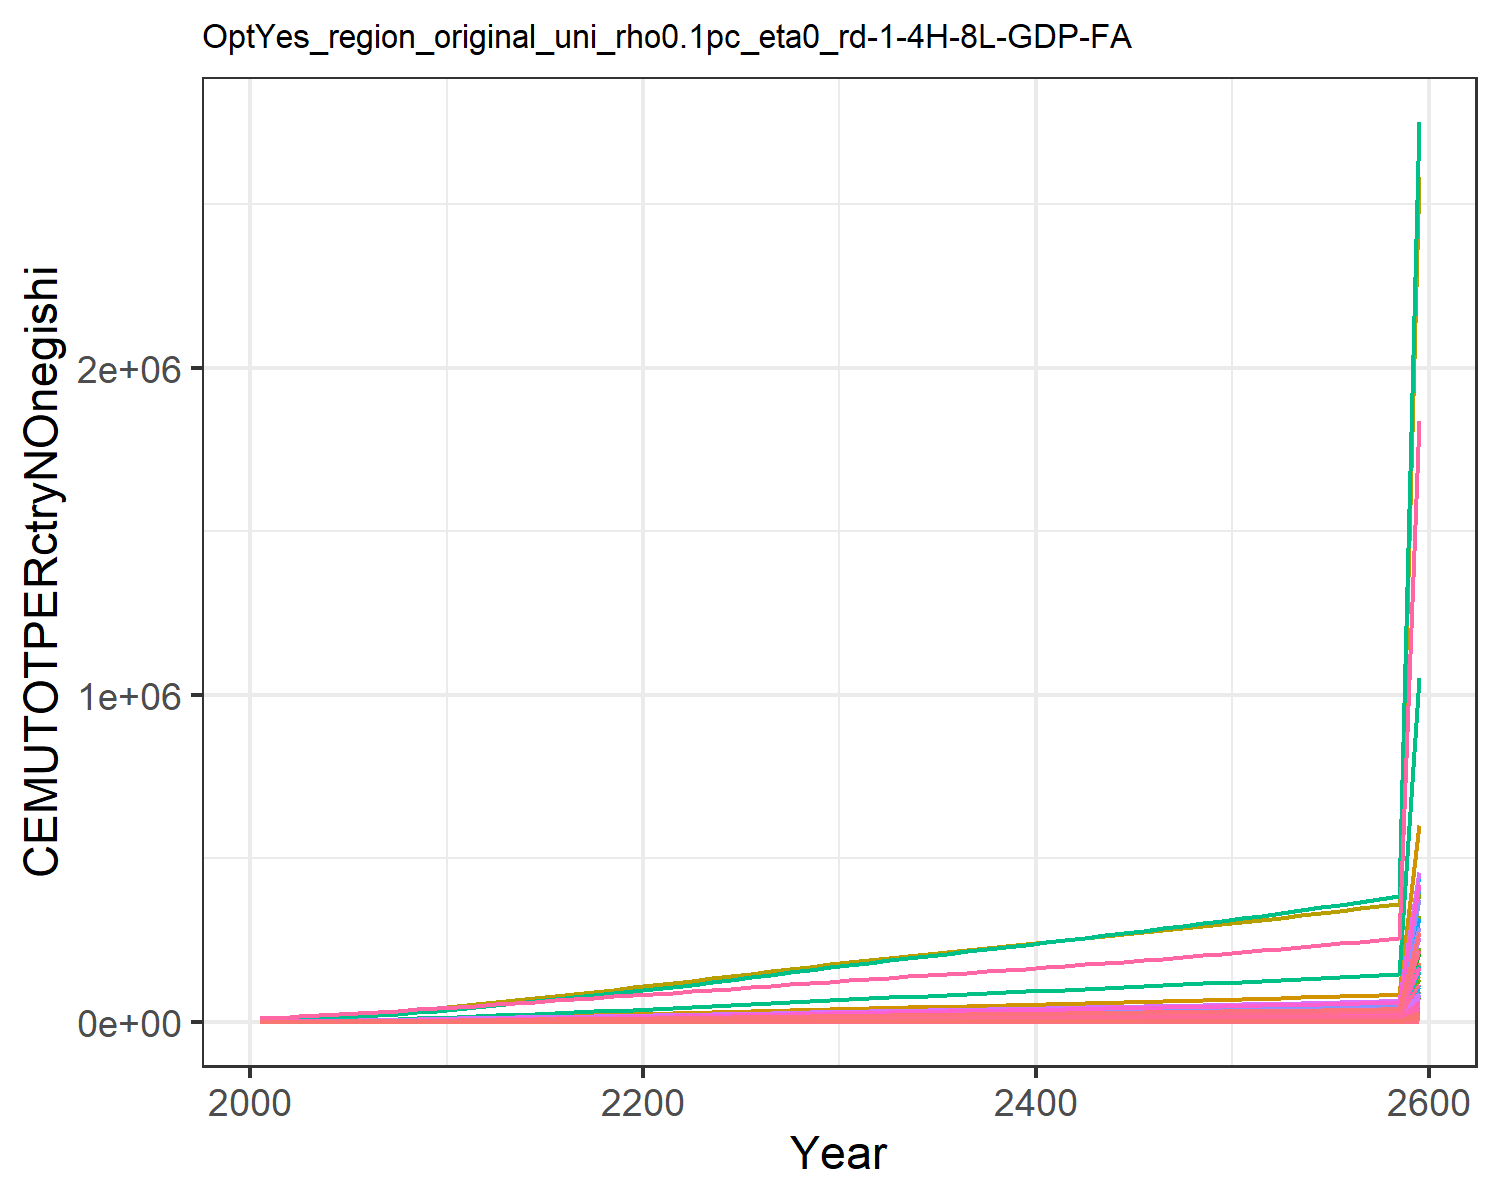 OptYes_region_original_uni_rho0.1pc_eta0_rd-1-4H-8L-GDP-FA
CEMUTOTPERctryNOnegishi
2e+06
1e+06
0e+00
2000 2200 2400 2600
Year